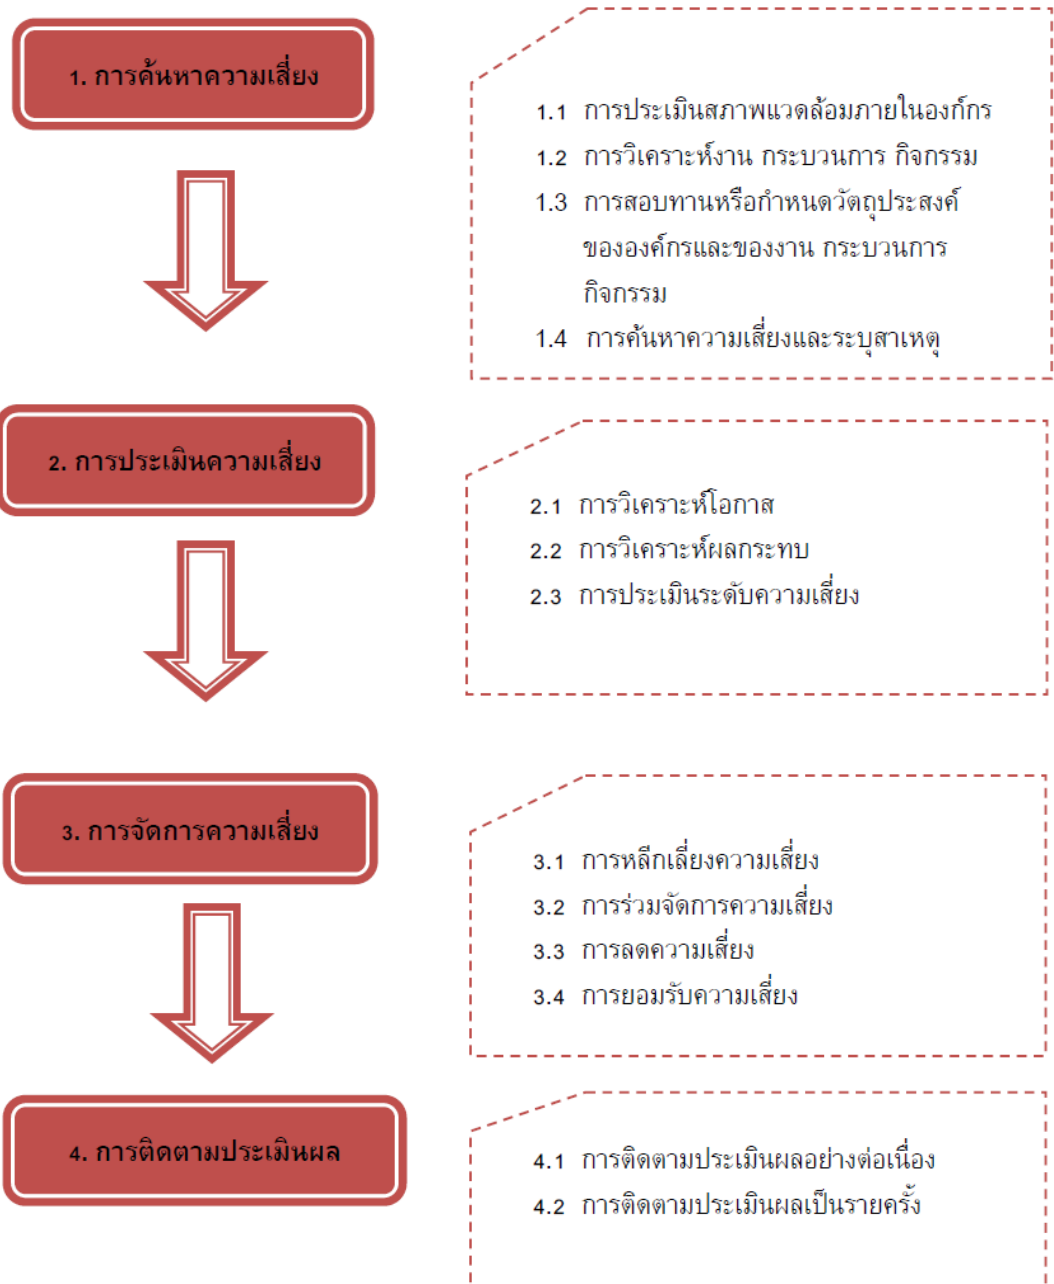 1. การค้นหาความเสี่ยง
1.1 การประเมินสภาพแวดล้อมภายในองค์กร
1.2 การวิเคราะห์งาน กระบวนการ กิจกรรม
1.3 การสอบทานหรือกำหนดวัตถุประสงค์
ขององค์กรและของงาน กระบวนการ
กิจกรรม
1.4 การค้นหาความเสี่ยงและระบุสาเหตุ
2. การประเมินความเสี่ยง
2.1 การวิเคราะห์โอกาส
2.2 การวิเคราะห์ผลกระทบ
2.3 การประเมินระดับความเสี่ยง
3. การจัดการความเสี่ยง
3.1 การหลีกเลี่ยงความเสี่ยง
3.2 การร่วมจัดการความเสี่ยง
3.3 การลดความเสี่ยง
3.4 การยอมรับความเสี่ยง
4. การติดตามประเมินผล
4.1 การติดตามประเมินผลอย่างต่อเนื่อง
4.2 การติดตามประเมินผลเป็นรายครั้ง